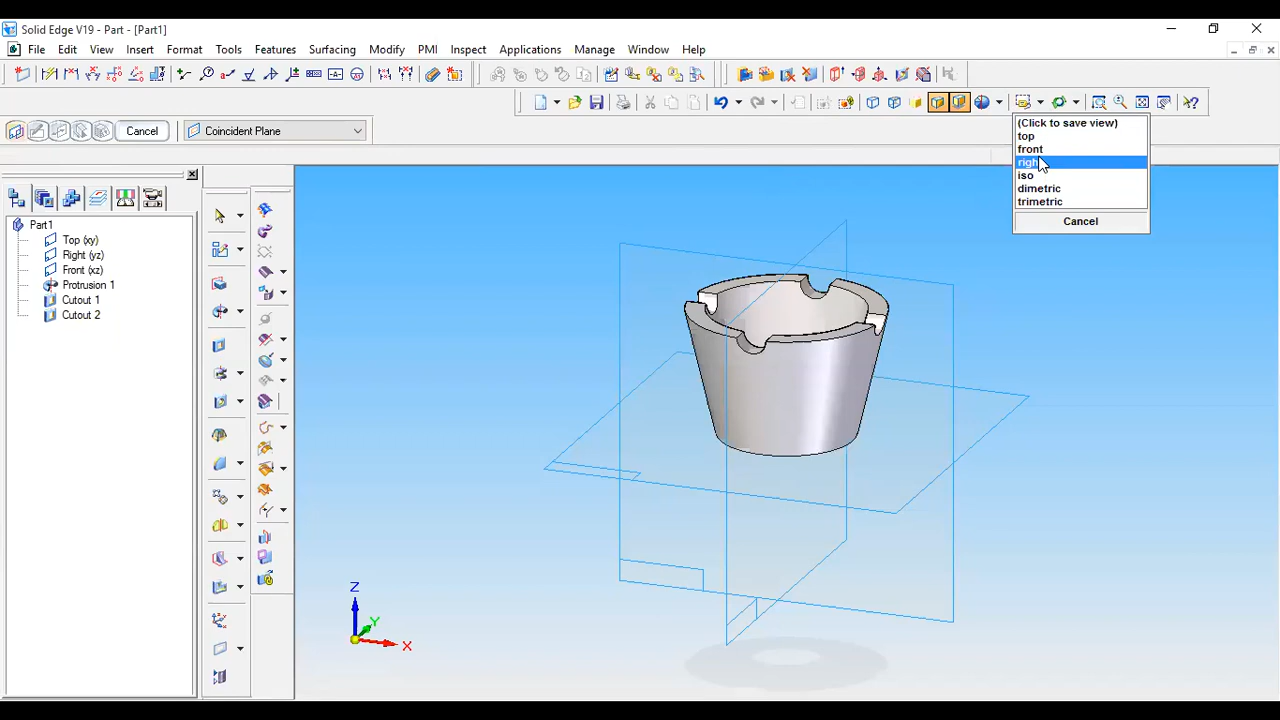 Solid Edge V19 - Part - [Part1]
File Edit View Insert Format Tools Features Surfacing Modify PMI Inspect Applications Manage Window Help
Cancel Coincident Plane
(Click to save view)
top
front
iso
dimetric
trimetric
Cancel
Part1
Top (xy)
Right (yz)
Front (xz)
Protrusion 1
Cutout 1
Cutout 2
Z
Y
X